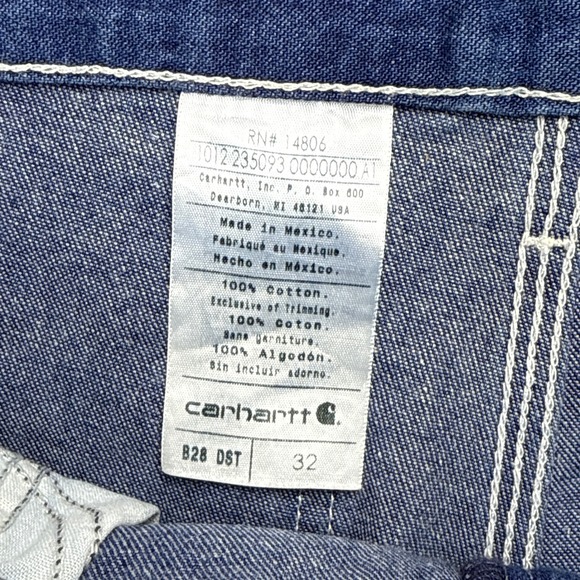 RN# 14806
1012 235093 0000000 A1
Carhartt, Inc. P. O. Box 600
Dearborn, MI 48121 USA
Made in Mexico.
Fabriqué au Mexique.
Hecho en México.
100% Cotton.
Exclusive of Trimming.
100% Coton.
Sans garniture.
100% Algodón.
Sin incluir adorno.
carhartt
B28 DST 32